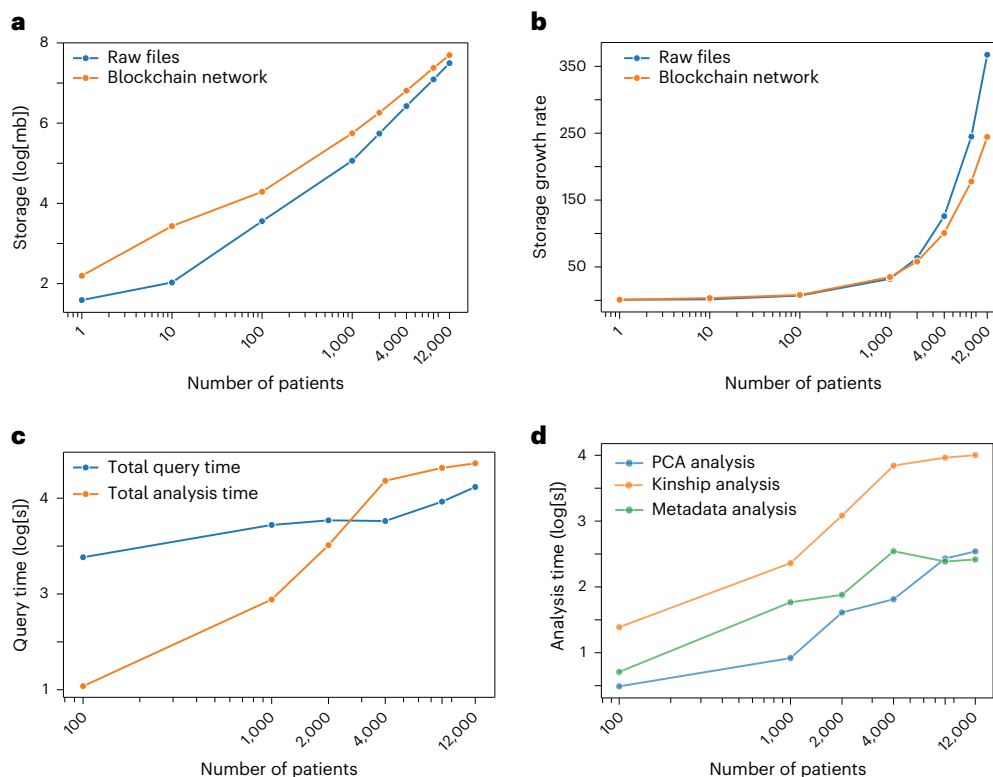 a
8
6
4
2
Storage (log[mb])
Raw files
Blockchain network
1
10
100
1,000
4,000
12,000
Number of patients
b
350
250
150
50
Storage growth rate
Raw files
Blockchain network
1
10
100
1,000
4,000
12,000
Number of patients
c
4
3
1
Query time (log[s])
Total query time
Total analysis time
100
1,000
2,000
4,000
12,000
Number of patients
d
4
3
2
1
Analysis time (log[s])
PCA analysis
Kinship analysis
Metadata analysis
100
1,000
2,000
4,000
12,000
Number of patients